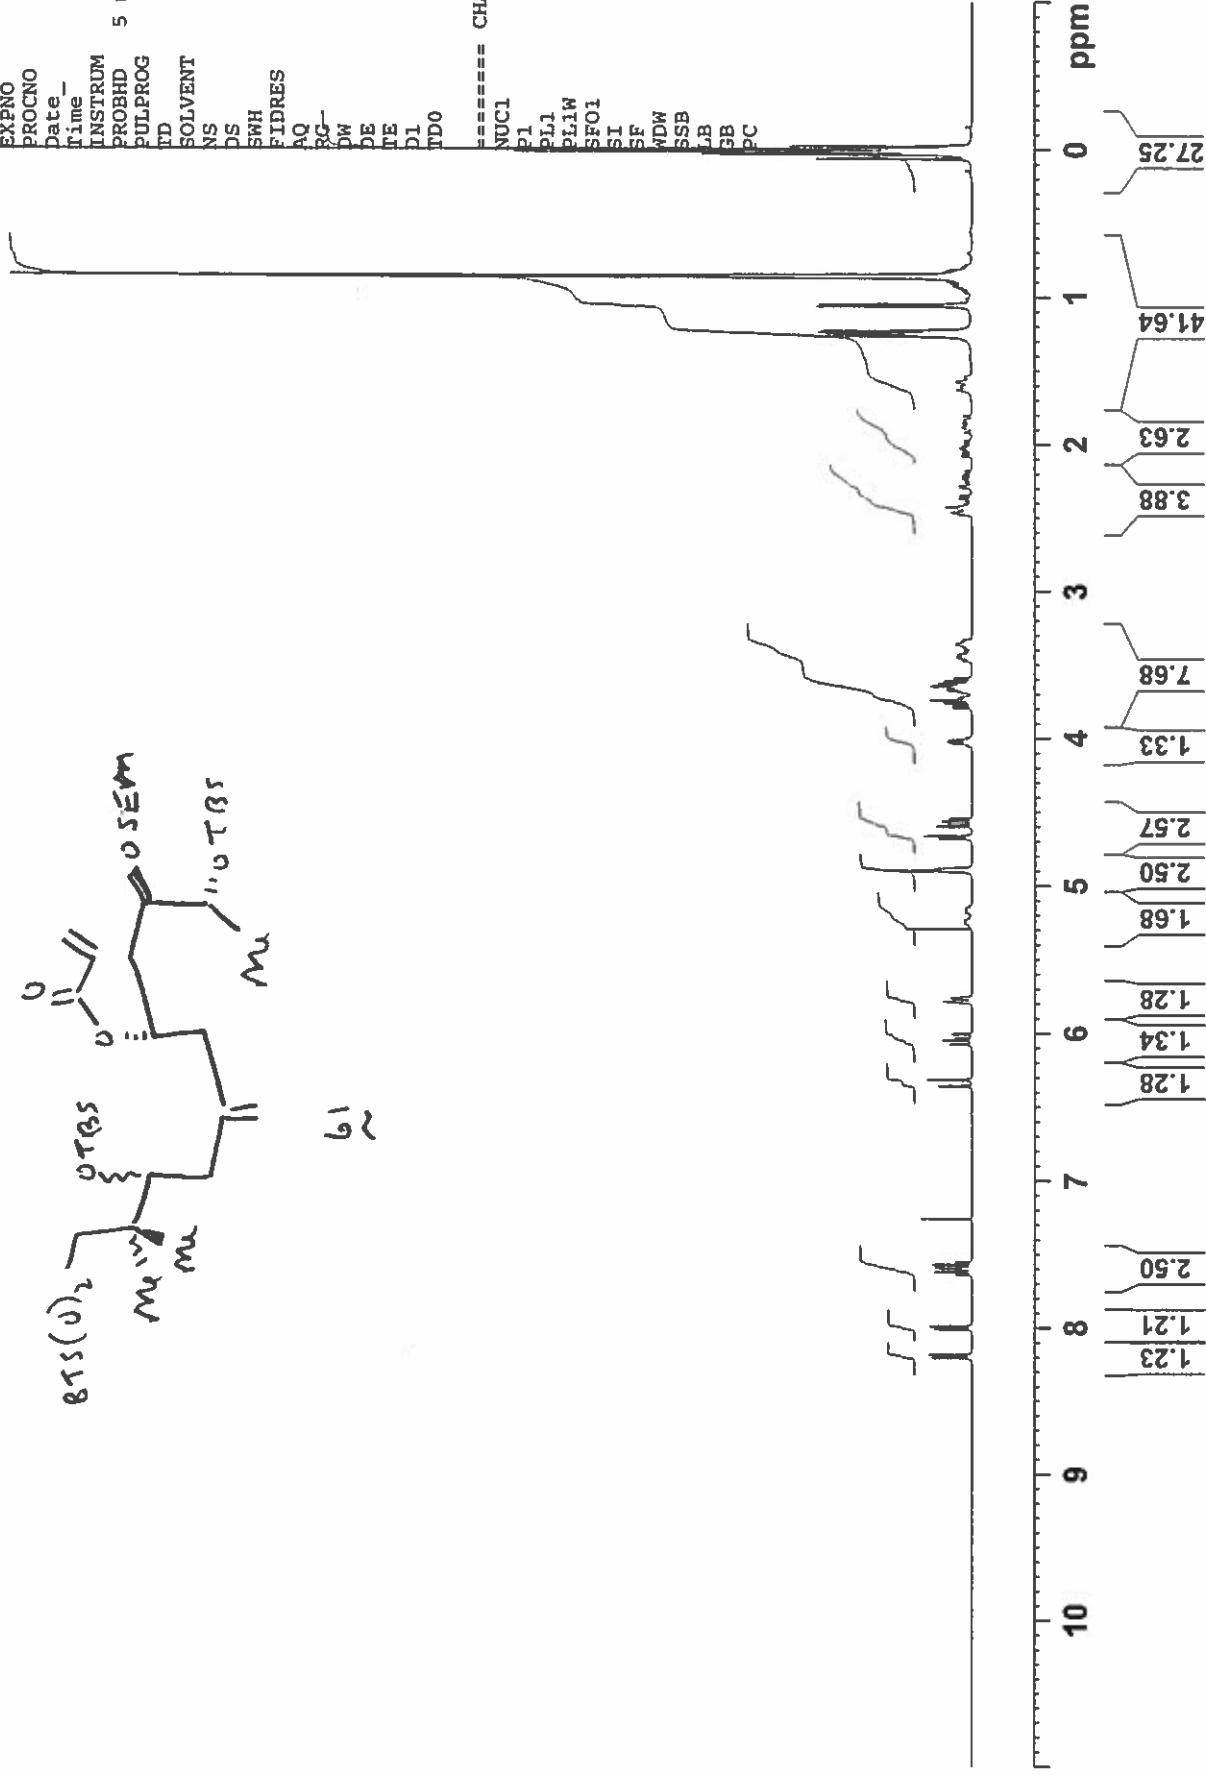 EXPNO
PROCNO
Date_
Time_
INSTRUM
PROBHD 5
PULPROG
TD
SOLVENT
NS
DS
SWH
FIDRES
AQ
RG
DW
DE
TE
D1
TD0
======== CH
NUC1
P1
PL1
PL1W
SFO1
SI
SF
WDW
SSB
LB
GB
PC
BTS(O)2
Me
Me
OTBS
O
O
OSEM
OTBS
Me
61
10 9 8 7 6 5 4 3 2 1 0 ppm
1.23
1.21
2.50
1.28
1.34
1.28
1.68
2.50
2.57
1.33
7.68
3.88
2.63
41.64
27.25